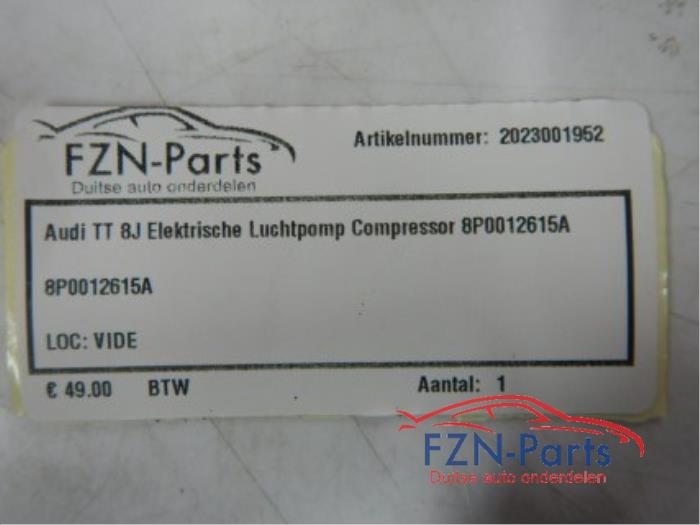 FZN-Parts
Duitse auto onderdelen
Artikelnummer: 2023001952
Audi TT 8J Elektrische Luchtpomp Compressor 8P0012615A
8P0012615A
LOC: VIDE
€ 49.00 BTW Aantal: 1
FZN-Parts
Duitse auto onderdelen